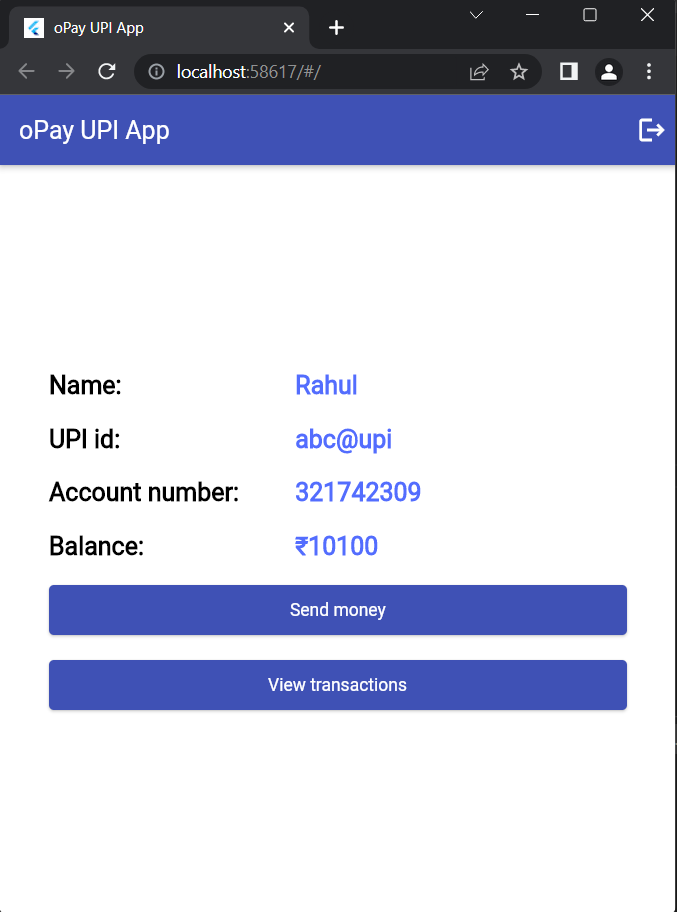 oPay UPI App
localhost:58617/#/
oPay UPI App
Name: Rahul
UPI id: abc@upi
Account number: 321742309
Balance: ₹10100
Send money
View transactions